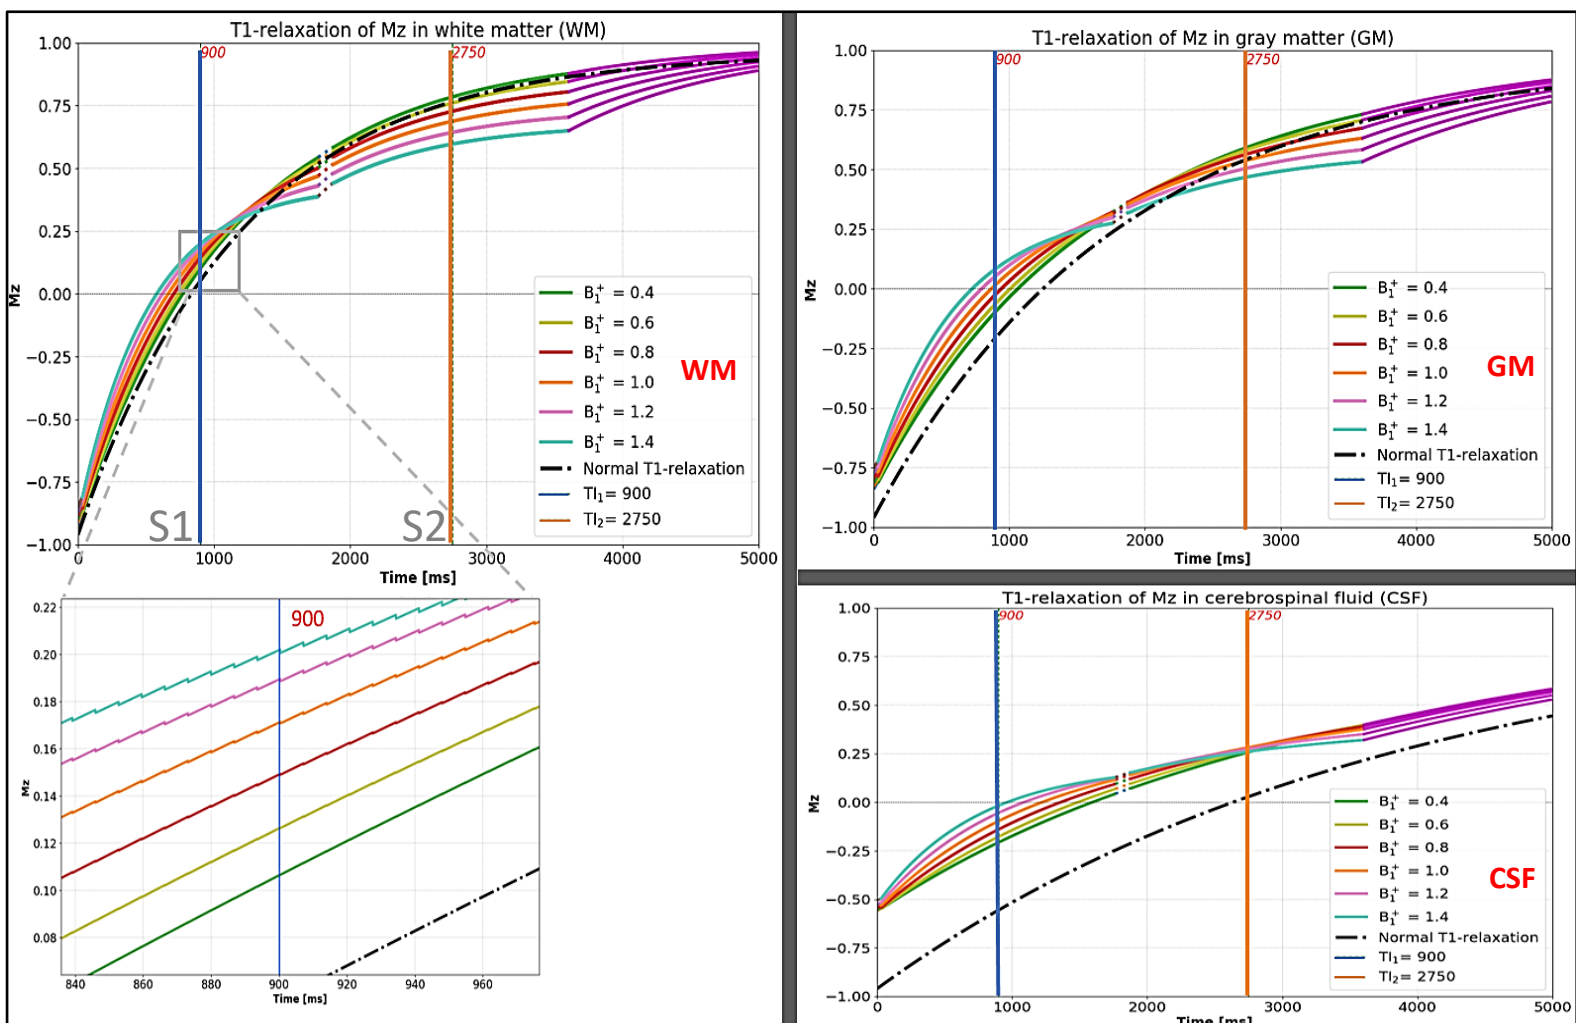 T1-relaxation of Mz in white matter (WM)
1.00
0.75
0.50
0.25
0.00
−0.25
−0.50
−0.75
−1.00
Mz
900
2750
B₁⁺ = 0.4
B₁⁺ = 0.6
B₁⁺ = 0.8
B₁⁺ = 1.0
B₁⁺ = 1.2
B₁⁺ = 1.4
Normal T1-relaxation
TI₁= 900
TI₂= 2750
WM
S1
S2
0 1000 2000 3000 4000 5000
Time [ms]
0.22
0.20
0.18
0.16
0.14
0.12
0.10
0.08
Mz
900
840 860 880 900 920 940 960
Time [ms]
T1-relaxation of Mz in gray matter (GM)
1.00
0.75
0.50
0.25
0.00
−0.25
−0.50
−0.75
−1.00
Mz
900
2750
B₁⁺ = 0.4
B₁⁺ = 0.6
B₁⁺ = 0.8
B₁⁺ = 1.0
B₁⁺ = 1.2
B₁⁺ = 1.4
Normal T1-relaxation
TI₁= 900
TI₂= 2750
GM
0 1000 2000 3000 4000 5000
Time [ms]
T1-relaxation of Mz in cerebrospinal fluid (CSF)
1.00
0.75
0.50
0.25
0.00
−0.25
−0.50
−0.75
−1.00
Mz
900
2750
B₁⁺ = 0.4
B₁⁺ = 0.6
B₁⁺ = 0.8
B₁⁺ = 1.0
B₁⁺ = 1.2
B₁⁺ = 1.4
Normal T1-relaxation
TI₁= 900
TI₂= 2750
CSF
0 1000 2000 3000 4000 5000
Time [ms]